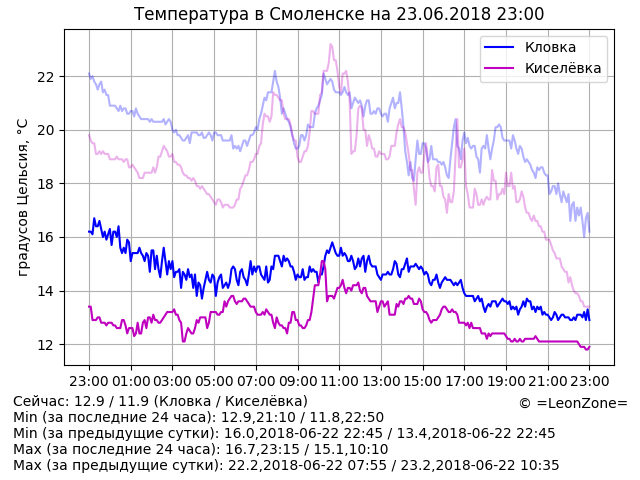 Температура в Смоленске на 23.06.2018 23:00
Кловка
Киселёвка
градусов Цельсия, °C
22
20
18
16
14
12
23:00 01:00 03:00 05:00 07:00 09:00 11:00 13:00 15:00 17:00 19:00 21:00 23:00
© =LeonZone=
Сейчас: 12.9 / 11.9 (Кловка / Киселёвка)
Min (за последние 24 часа): 12.9,21:10 / 11.8,22:50
Min (за предыдущие сутки): 16.0,2018-06-22 22:45 / 13.4,2018-06-22 22:45
Max (за последние 24 часа): 16.7,23:15 / 15.1,10:10
Max (за предыдущие сутки): 22.2,2018-06-22 07:55 / 23.2,2018-06-22 10:35